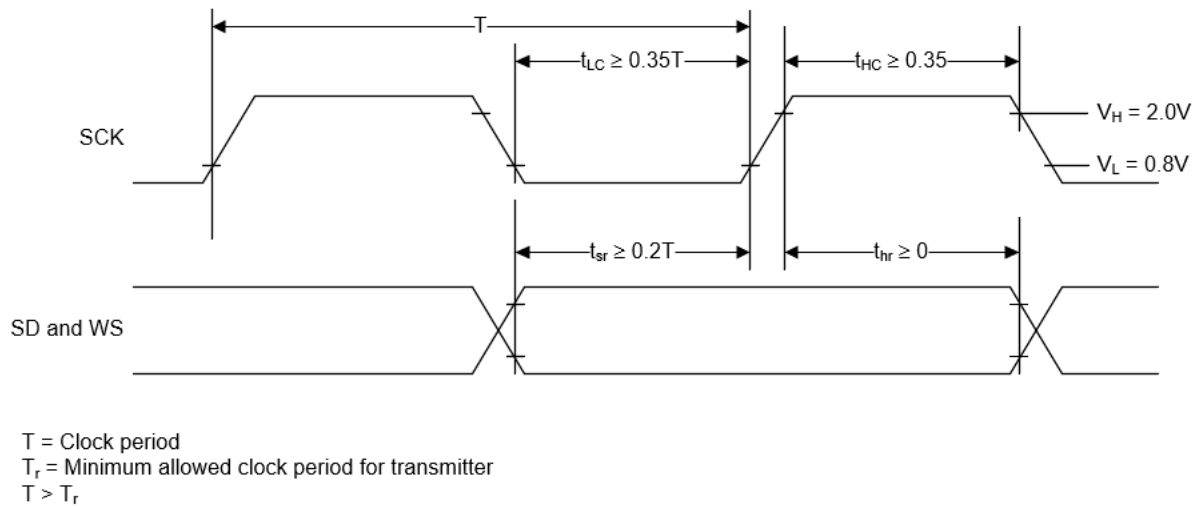 T
t_LC ≥ 0.35T
t_HC ≥ 0.35
SCK
V_H = 2.0V
V_L = 0.8V
t_sr ≥ 0.2T
t_hr ≥ 0
SD and WS
T = Clock period
T_r = Minimum allowed clock period for transmitter
T > T_r